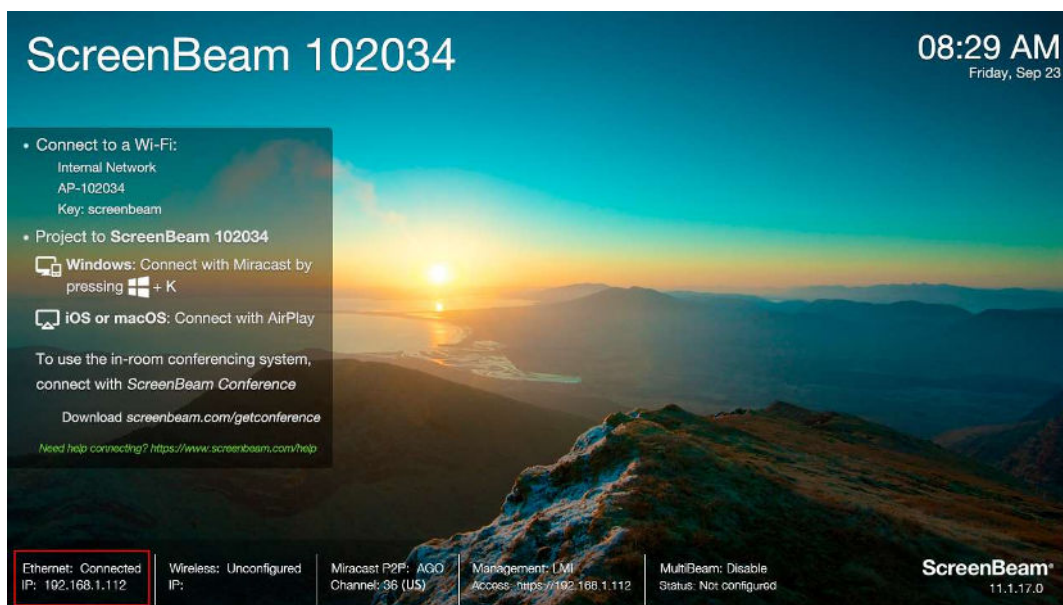 ScreenBeam 102034
08:29 AM
Friday, Sep 23
• Connect to a Wi-Fi:
Internal Network
AP-102034
Key: screenbeam
• Project to ScreenBeam 102034
Windows: Connect with Miracast by
pressing + K
iOS or macOS: Connect with AirPlay
To use the in-room conferencing system,
connect with ScreenBeam Conference
Download screenbeam.com/getconference
Need help connecting? https://www.screenbeam.com/help
Ethernet: Connected
IP: 192.168.1.112
Wireless: Unconfigured
IP:
Miracast P2P: AGO
Channel: 36 (US)
Management: LMI
Access: https://192.168.1.112
MultiBeam: Disable
Status: Not configured
ScreenBeam®
11.1.17.0